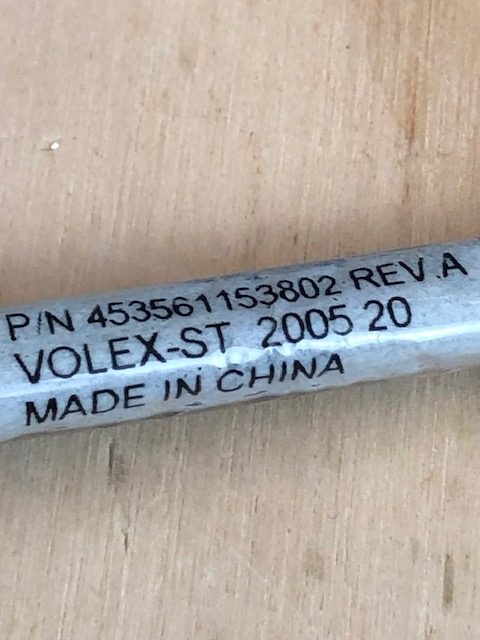 P/N 453561153802 REV.A
VOLEX-ST 2005 20
MADE IN CHINA